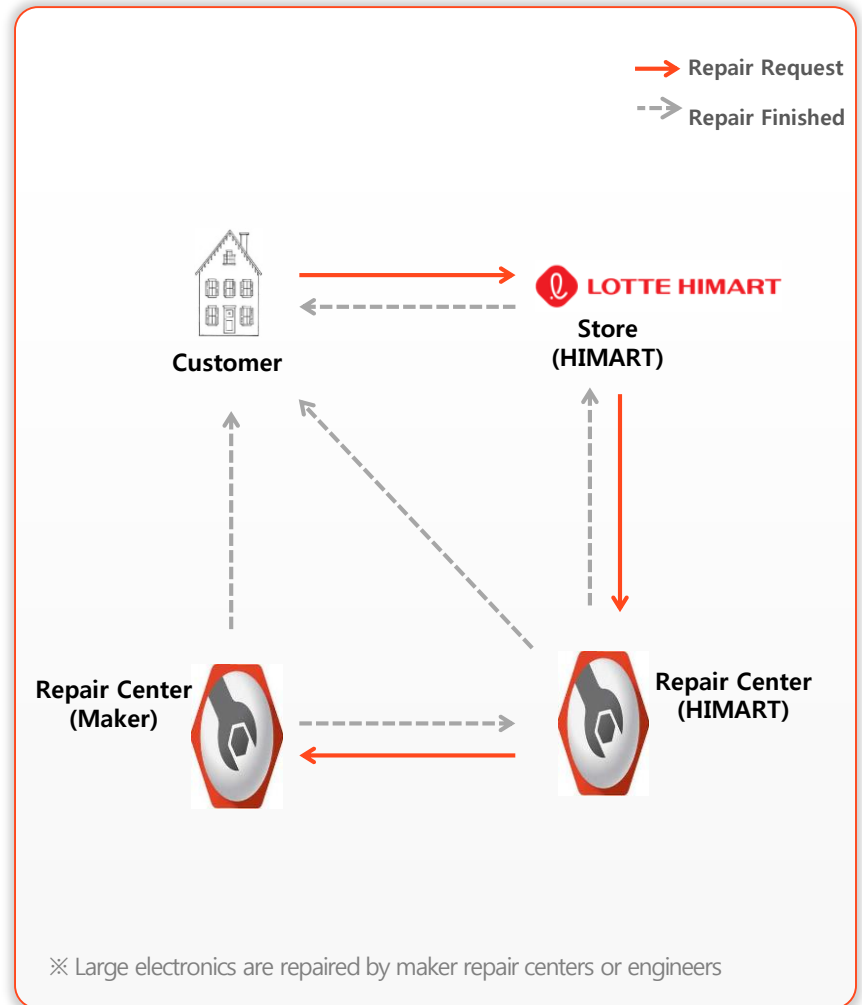 Repair Request
Repair Finished
LOTTE HIMART
Store
(HIMART)
Customer
Repair Center
(Maker)
Repair Center
(HIMART)
※ Large electronics are repaired by maker repair centers or engineers